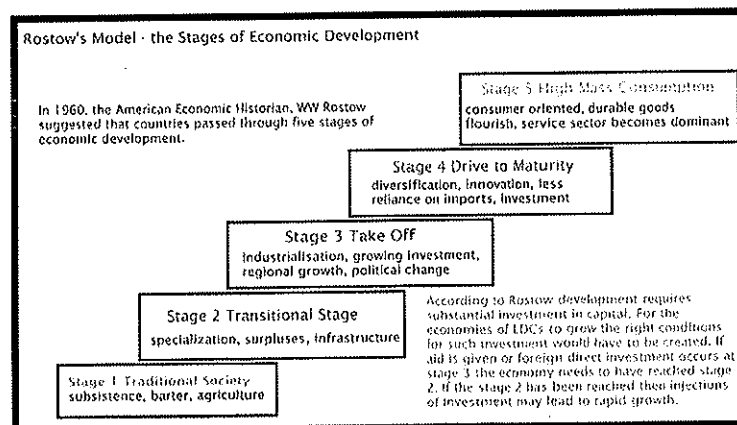 Rostow's Model - the Stages of Economic Development
In 1960, the American Economic Historian, WW Rostow
suggested that countries passed through five stages of
economic development.
Stage 5 High Mass Consumption
consumer oriented, durable goods
flourish, service sector becomes dominant
Stage 4 Drive to Maturity
diversification, innovation, less
reliance on imports, investment
Stage 3 Take Off
Industrialisation, growing investment,
regional growth, political change
Stage 2 Transitional Stage
specialization, surpluses, infrastructure
Stage 1 Traditional Society
subsistence, barter, agriculture
According to Rostow development requires
substantial investment in capital. For the
economies of LDCs to grow the right conditions
for such investment would have to be created. If
aid is given or foreign direct investment occurs at
stage 3 the economy needs to have reached stage
2. If the stage 2 has been reached then injections
of investment may lead to rapid growth.